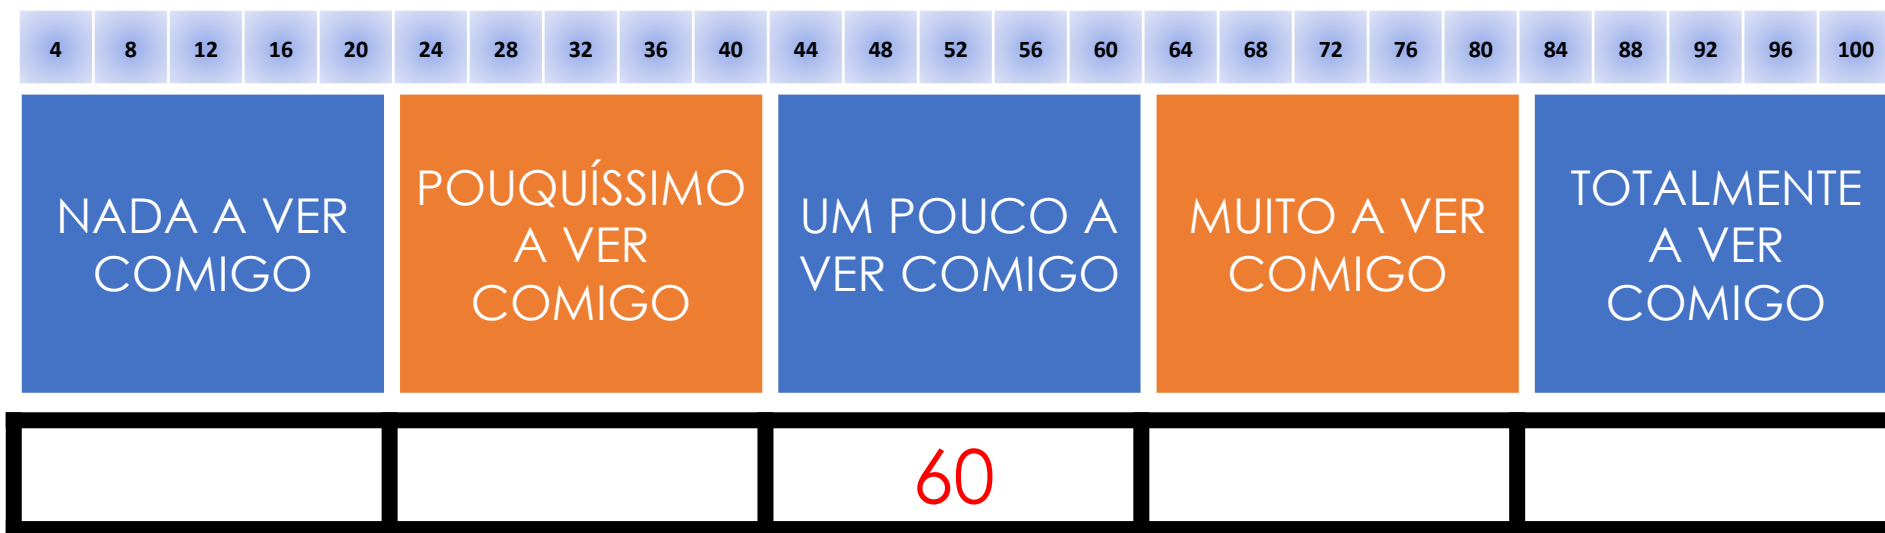 4 8 12 16 20 24 28 32 36 40 44 48 52 56 60 64 68 72 76 80 84 88 92 96 100
NADA A VER
COMIGO
POUQUÍSSIMO
A VER
COMIGO
UM POUCO A
VER COMIGO
MUITO A VER
COMIGO
TOTALMENTE
A VER
COMIGO
60